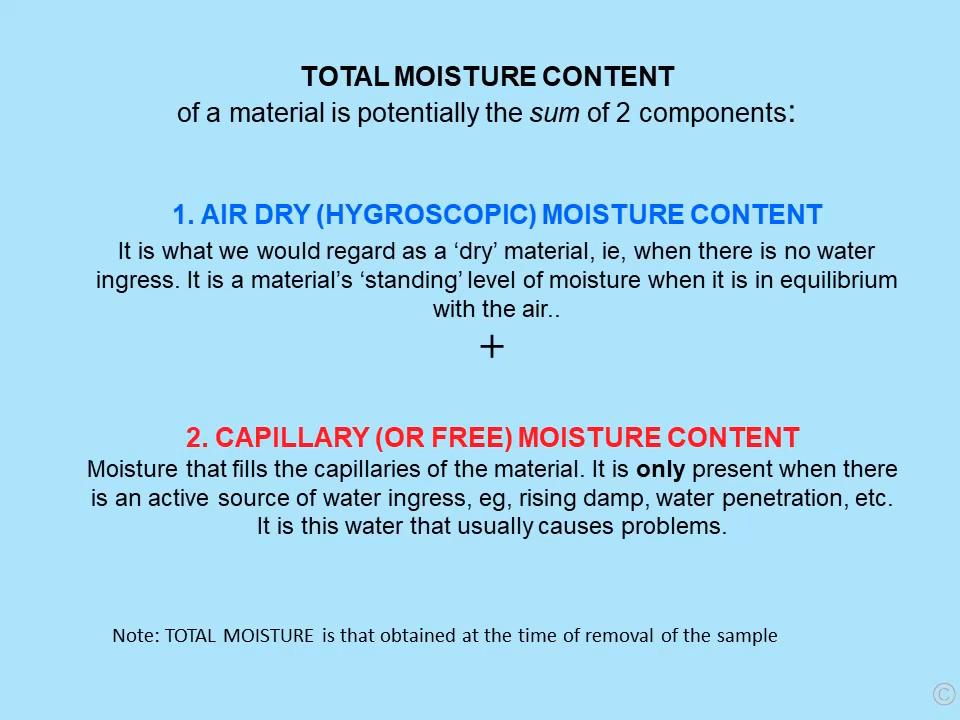 TOTAL MOISTURE CONTENT
of a material is potentially the sum of 2 components:
1. AIR DRY (HYGROSCOPIC) MOISTURE CONTENT
It is what we would regard as a ‘dry’ material, ie, when there is no water
ingress. It is a material’s ‘standing’ level of moisture when it is in equilibrium
with the air..
+
2. CAPILLARY (OR FREE) MOISTURE CONTENT
Moisture that fills the capillaries of the material. It is only present when there
is an active source of water ingress, eg, rising damp, water penetration, etc.
It is this water that usually causes problems.
Note: TOTAL MOISTURE is that obtained at the time of removal of the sample
©